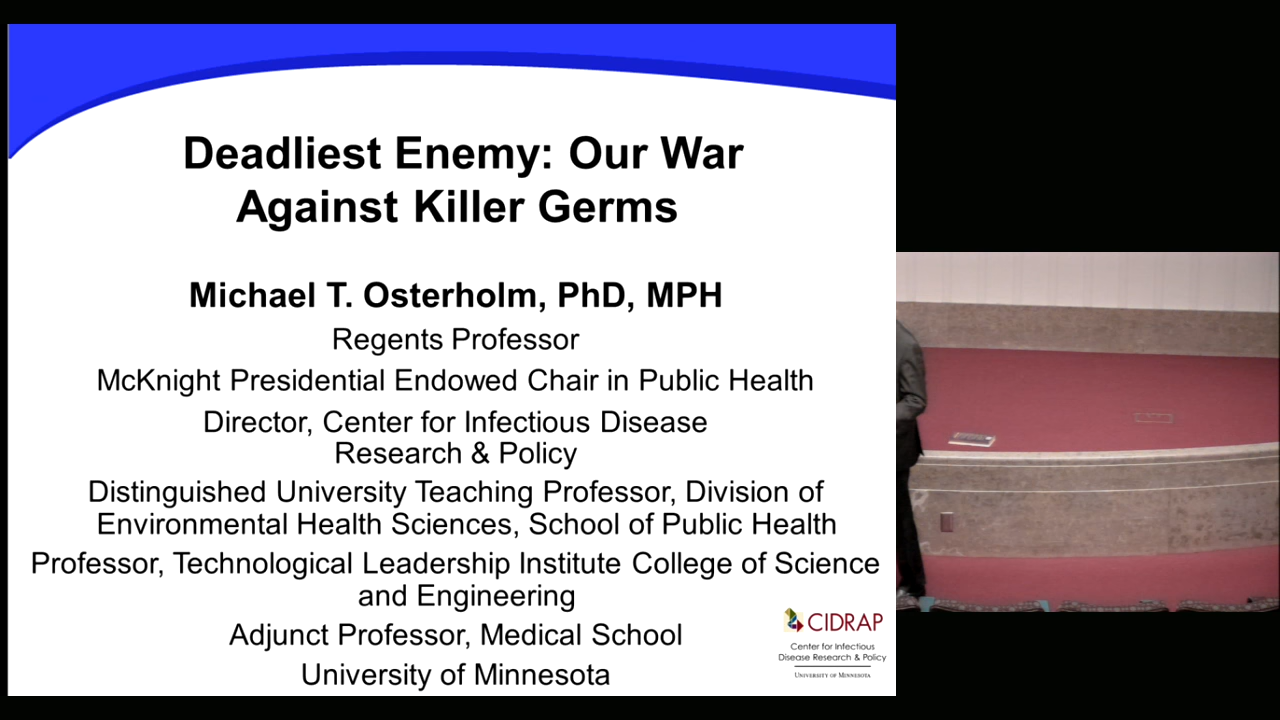 Deadliest Enemy: Our War
Against Killer Germs
Michael T. Osterholm, PhD, MPH
Regents Professor
McKnight Presidential Endowed Chair in Public Health
Director, Center for Infectious Disease
Research & Policy
Distinguished University Teaching Professor, Division of
Environmental Health Sciences, School of Public Health
Professor, Technological Leadership Institute College of Science
and Engineering
Adjunct Professor, Medical School
University of Minnesota
CIDRAP
Center for Infectious
Disease Research & Policy
UNIVERSITY OF MINNESOTA